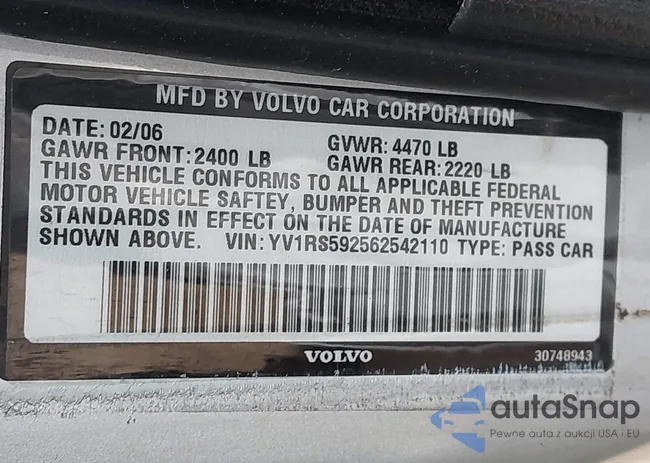 MFD BY VOLVO CAR CORPORATION
DATE: 02/06 GVWR: 4470 LB
GAWR FRONT: 2400 LB GAWR REAR: 2220 LB
THIS VEHICLE CONFORMS TO ALL APPLICABLE FEDERAL
MOTOR VEHICLE SAFTEY, BUMPER AND THEFT PREVENTION
STANDARDS IN EFFECT ON THE DATE OF MANUFACTURE
SHOWN ABOVE. VIN: YV1RS592562542110 TYPE: PASS CAR
VOLVO 30748943
autaSnap
Pewne auta z aukcji USA i EU